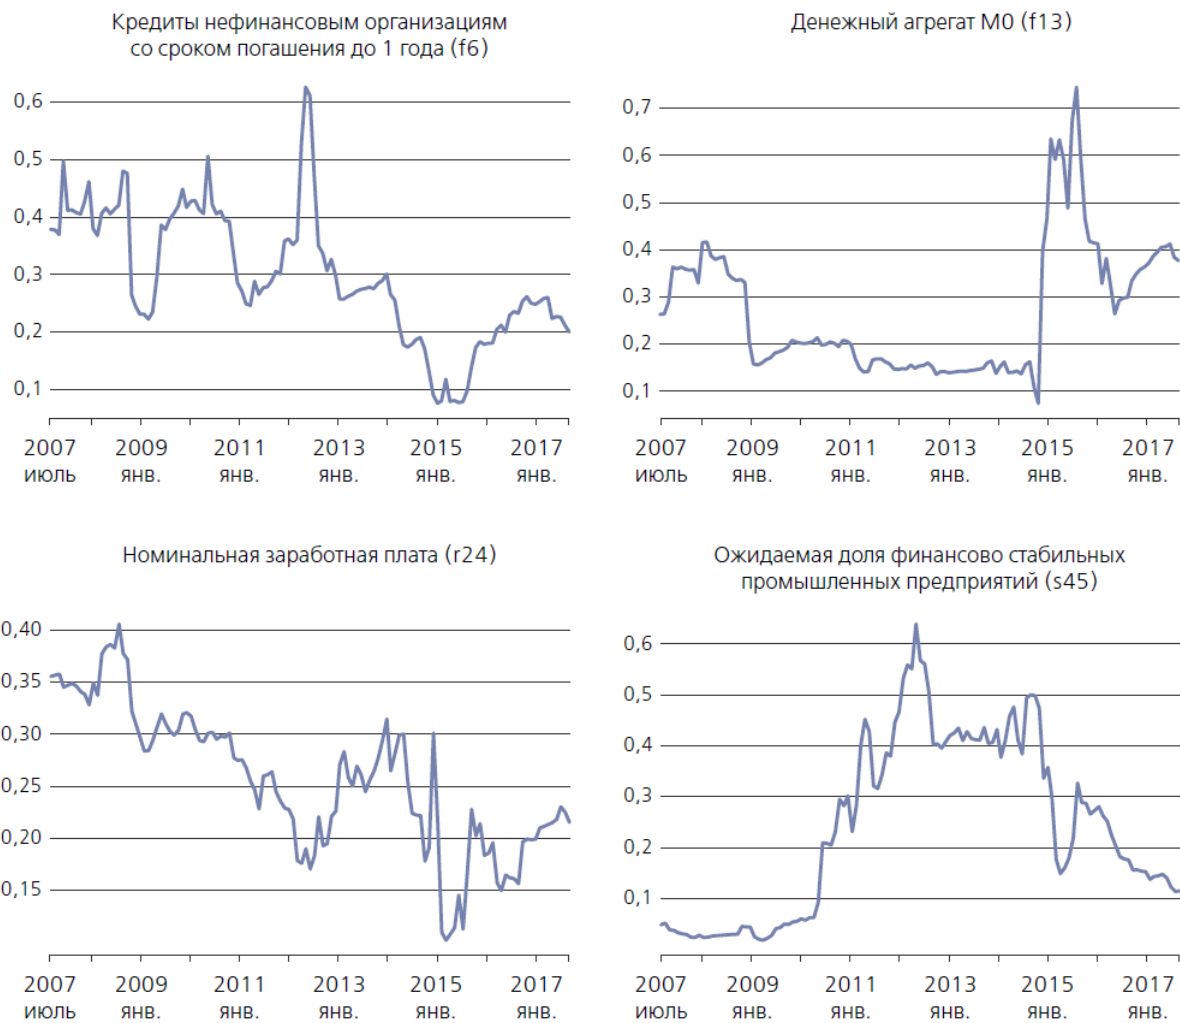 Кредиты нефинансовым организациям
со сроком погашения до 1 года (f6)
0,6
0,5
0,4
0,3
0,2
0,1
2007 2009 2011 2013 2015 2017
июль янв. янв. янв. янв. янв.
Денежный агрегат М0 (f13)
0,7
0,6
0,5
0,4
0,3
0,2
0,1
2007 2009 2011 2013 2015 2017
июль янв. янв. янв. янв. янв.
Номинальная заработная плата (r24)
0,40
0,35
0,30
0,25
0,20
0,15
2007 2009 2011 2013 2015 2017
июль янв. янв. янв. янв. янв.
Ожидаемая доля финансово стабильных
промышленных предприятий (s45)
0,6
0,5
0,4
0,3
0,2
0,1
2007 2009 2011 2013 2015 2017
июль янв. янв. янв. янв. янв.